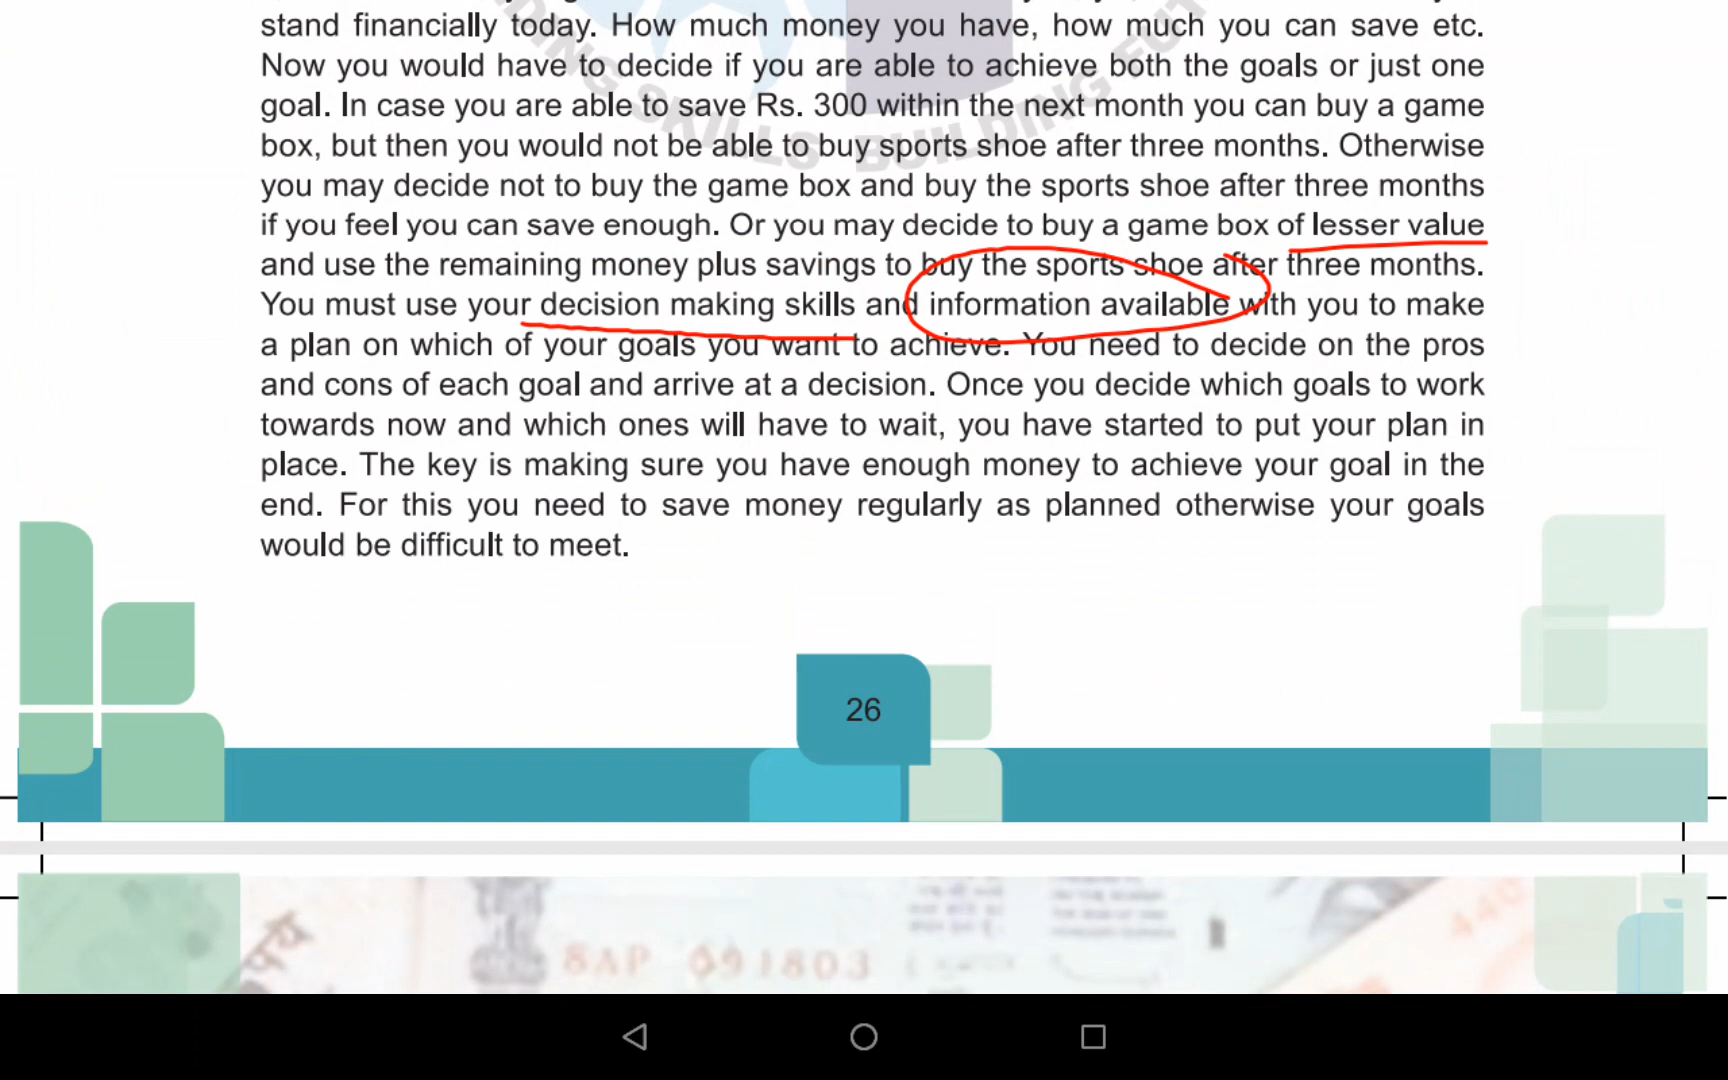 stand financially today. How much money you have, how much you can save etc.
Now you would have to decide if you are able to achieve both the goals or just one
goal. In case you are able to save Rs. 300 within the next month you can buy a game
box, but then you would not be able to buy sports shoe after three months. Otherwise
you may decide not to buy the game box and buy the sports shoe after three months
if you feel you can save enough. Or you may decide to buy a game box of lesser value
and use the remaining money plus savings to buy the sports shoe after three months.
You must use your decision making skills and information available with you to make
a plan on which of your goals you want to achieve. You need to decide on the pros
and cons of each goal and arrive at a decision. Once you decide which goals to work
towards now and which ones will have to wait, you have started to put your plan in
place. The key is making sure you have enough money to achieve your goal in the
end. For this you need to save money regularly as planned otherwise your goals
would be difficult to meet.
SKILLS BUILDING FUT
26
8AP 091803
440